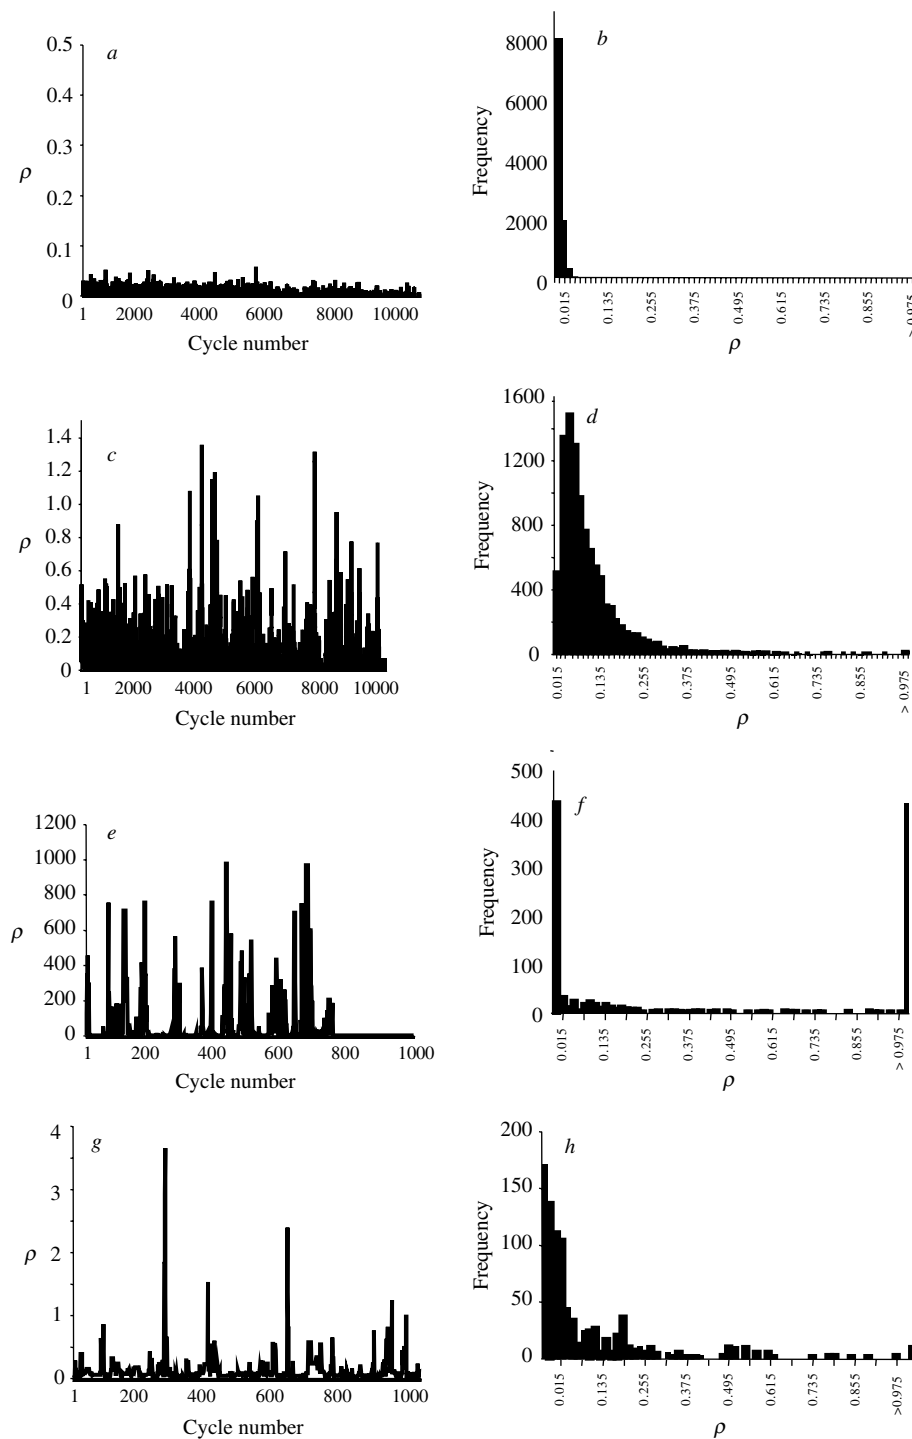 a
0.5
0.4
0.3
0.2
0.1
0
ρ
1 2000 4000 6000 8000 10000
Cycle number
b
8000
6000
4000
2000
0
Frequency
0.015 0.135 0.255 0.375 0.495 0.615 0.735 0.855 > 0.975
ρ
c
1.4
1.2
1.0
0.8
0.6
0.4
0.2
0
ρ
1 2000 4000 6000 8000 10000
Cycle number
d
1600
1200
800
400
0
Frequency
0.015 0.135 0.255 0.375 0.495 0.615 0.735 0.855 > 0.975
ρ
e
1200
1000
800
600
400
200
0
ρ
1 200 400 600 800 1000
Cycle number
f
500
400
300
200
100
0
Frequency
0.015 0.135 0.255 0.375 0.495 0.615 0.735 0.855 > 0.975
ρ
g
4
3
2
1
0
ρ
1 200 400 600 800 1000
Cycle number
h
200
150
100
50
0
Frequency
0.015 0.135 0.255 0.375 0.495 0.615 0.735 0.855 >0.975
ρ